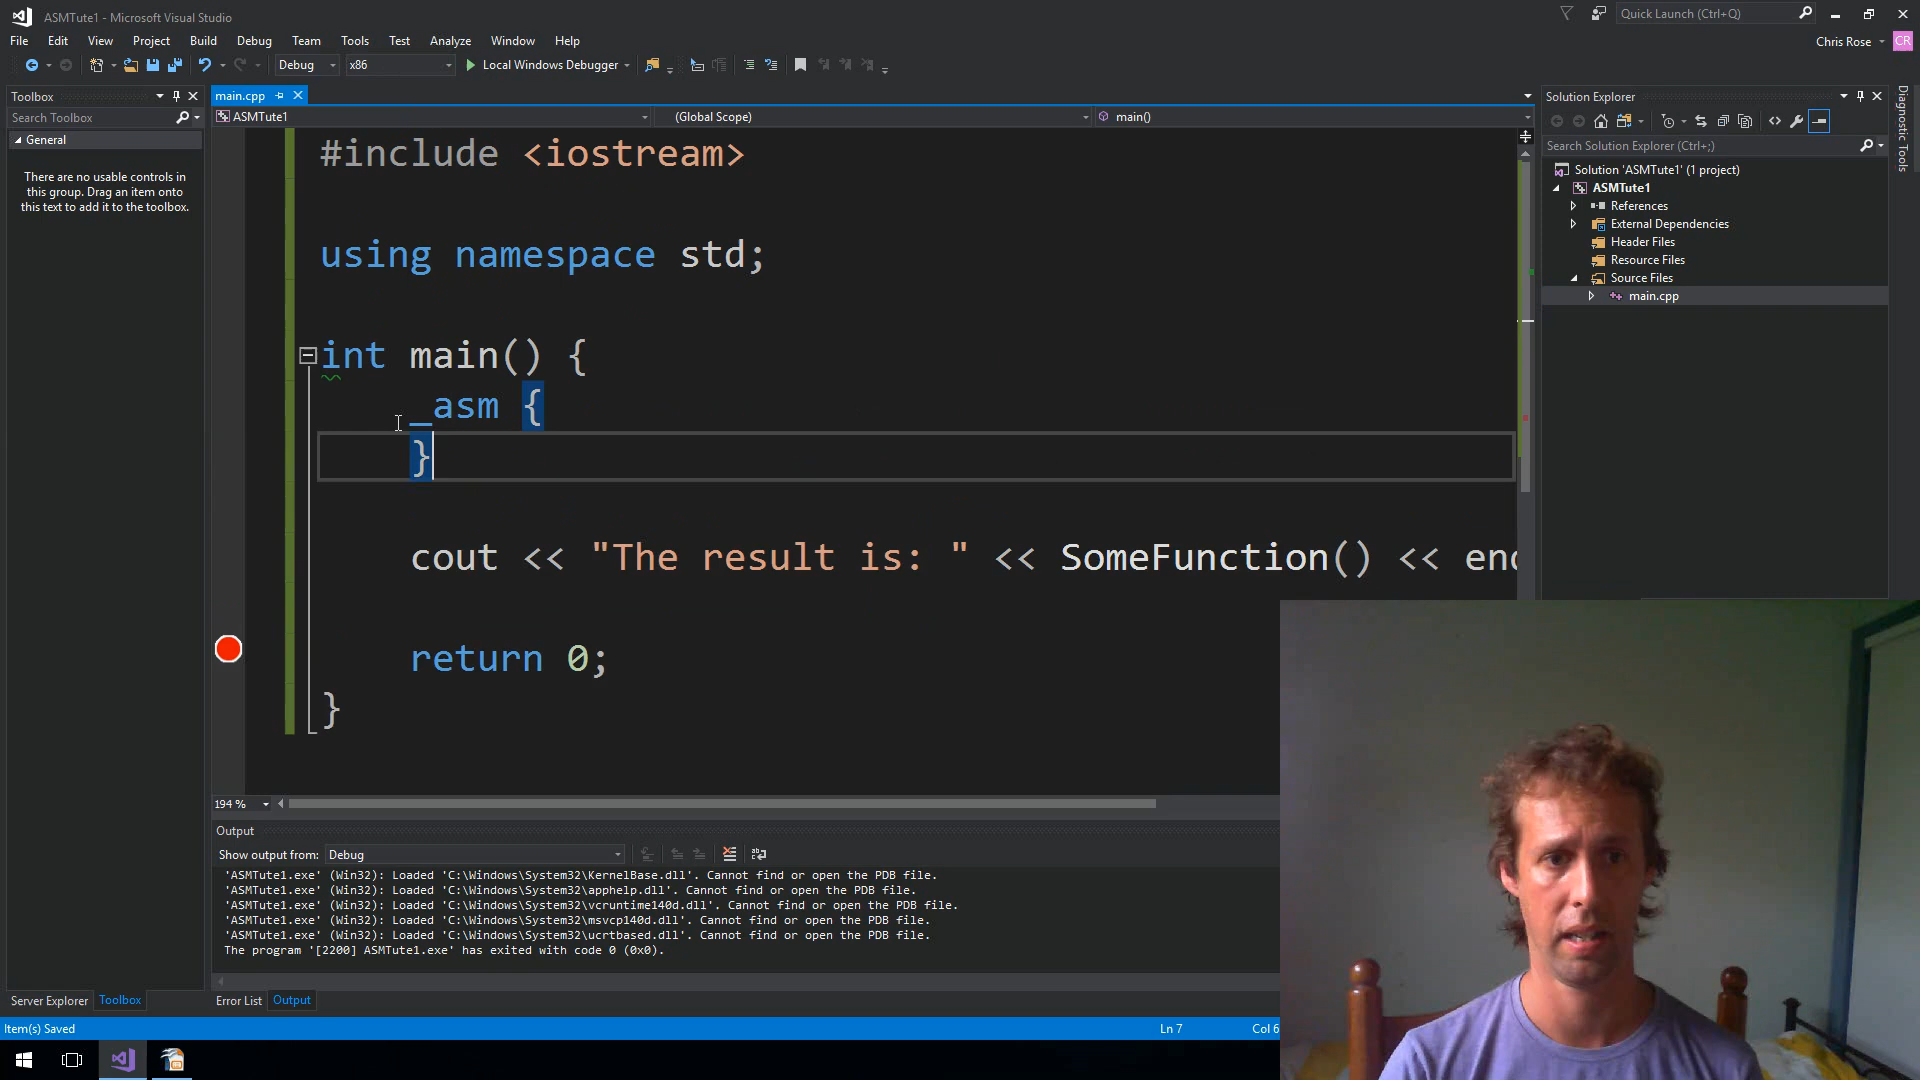 ASMTute1 - Microsoft Visual Studio
Quick Launch (Ctrl+Q)
File Edit View Project Build Debug Team Tools Test Analyze Window Help
Chris Rose CR
Debug x86 Local Windows Debugger
Toolbox
Search Toolbox
General
There are no usable controls in
this group. Drag an item onto
this text to add it to the toolbox.
main.cpp
ASMTute1 (Global Scope) main()
#include <iostream>
using namespace std;
int main() {
_asm {
}
cout << "The result is: " << SomeFunction() << end
return 0;
}
194 %
Output
Show output from: Debug
'ASMTute1.exe' (Win32): Loaded 'C:\Windows\System32\KernelBase.dll'. Cannot find or open the PDB file.
'ASMTute1.exe' (Win32): Loaded 'C:\Windows\System32\apphelp.dll'. Cannot find or open the PDB file.
'ASMTute1.exe' (Win32): Loaded 'C:\Windows\System32\vcruntime140d.dll'. Cannot find or open the PDB file.
'ASMTute1.exe' (Win32): Loaded 'C:\Windows\System32\msvcp140d.dll'. Cannot find or open the PDB file.
'ASMTute1.exe' (Win32): Loaded 'C:\Windows\System32\ucrtbased.dll'. Cannot find or open the PDB file.
The program '[2200] ASMTute1.exe' has exited with code 0 (0x0).
Server Explorer Toolbox
Error List Output
Item(s) Saved
Ln 7 Col 6
Solution Explorer
Search Solution Explorer (Ctrl+;)
Solution 'ASMTute1' (1 project)
ASMTute1
References
External Dependencies
Header Files
Resource Files
Source Files
main.cpp
Diagnostic Tools